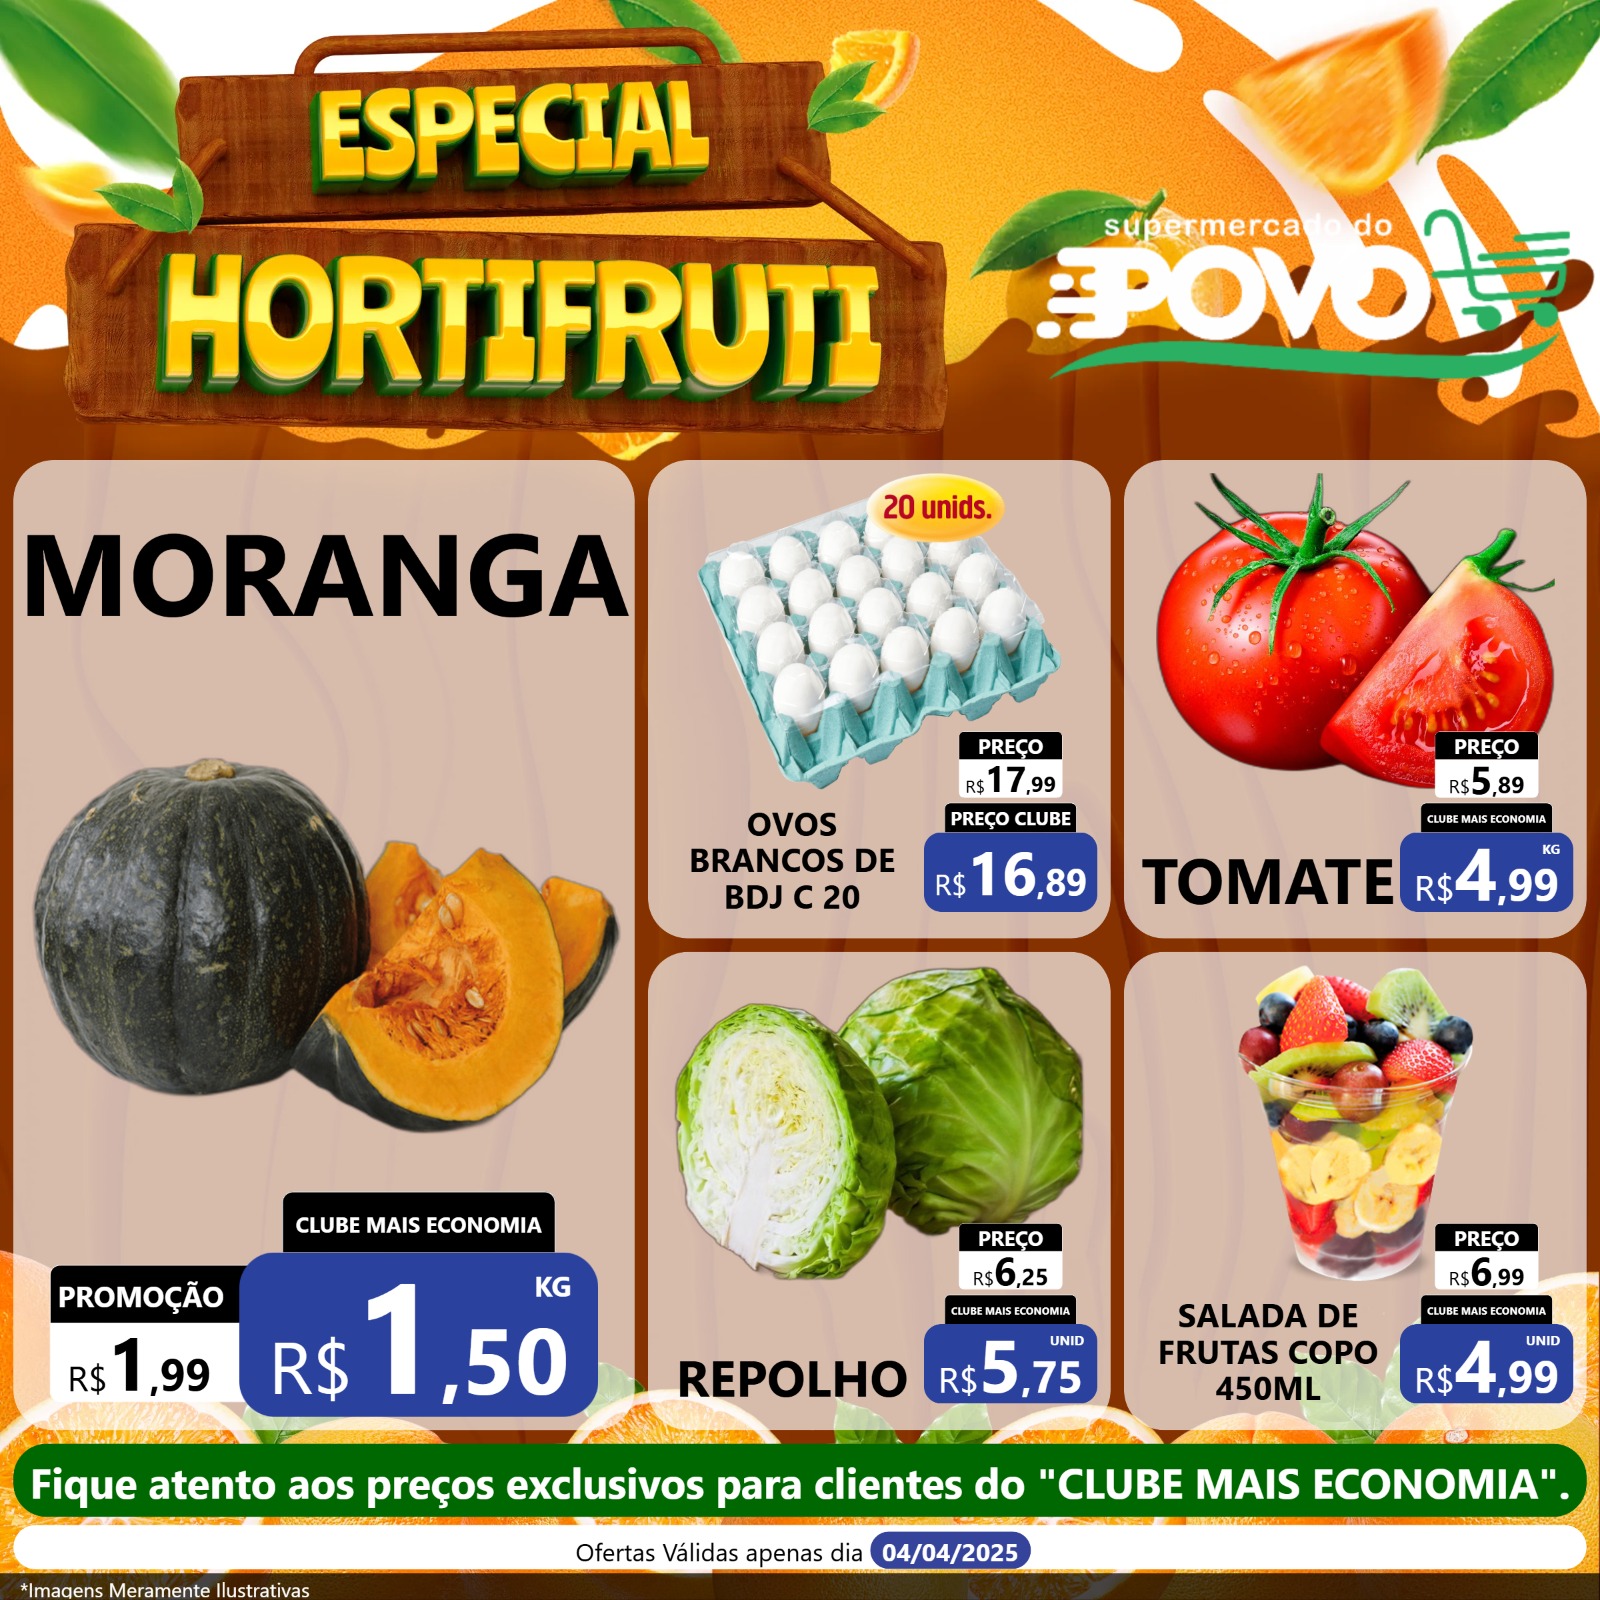 ESPECIAL
HORTIFRUTI
supermercado do
POVO
MORANGA
CLUBE MAIS ECONOMIA
PROMOÇÃO
R$ 1,99
KG
R$ 1,50
20 unids.
PREÇO
R$ 17,99
PREÇO CLUBE
R$ 16,89
OVOS
BRANCOS DE
BDJ C 20
PREÇO
R$ 5,89
CLUBE MAIS ECONOMIA
TOMATE
KG
R$ 4,99
PREÇO
R$ 6,25
CLUBE MAIS ECONOMIA
REPOLHO
UNID
R$ 5,75
PREÇO
R$ 6,99
CLUBE MAIS ECONOMIA
SALADA DE
FRUTAS COPO
450ML
UNID
R$ 4,99
Fique atento aos preços exclusivos para clientes do "CLUBE MAIS ECONOMIA".
Ofertas Válidas apenas dia 04/04/2025
*Imagens Meramente Ilustrativas